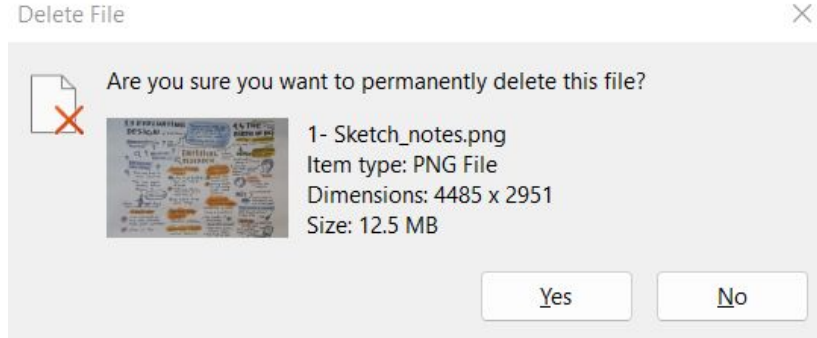 Delete File
Are you sure you want to permanently delete this file?
DESIGN
1- Sketch_notes.png
Item type: PNG File
Dimensions: 4485 x 2951
Size: 12.5 MB
Yes
No